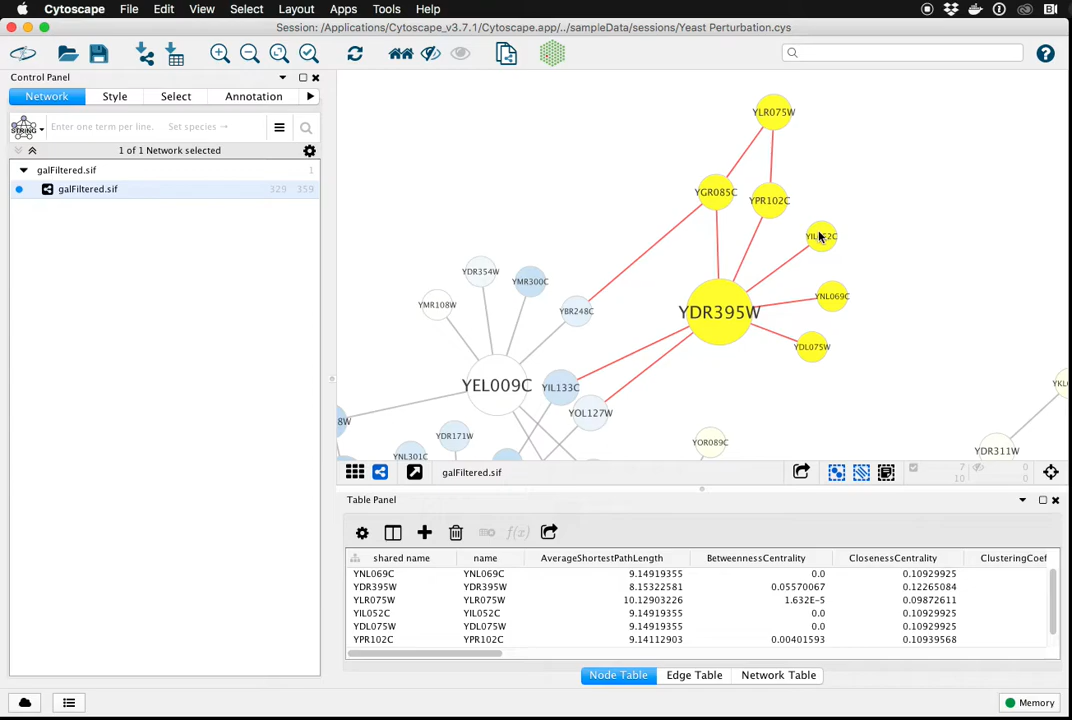 Cytoscape File Edit View Select Layout Apps Tools Help
Session: /Applications/Cytoscape_v3.7.1/Cytoscape.app/../sampleData/sessions/Yeast Perturbation.cys
Control Panel
Network Style Select Annotation
STRING Enter one term per line. Set species →
1 of 1 Network selected
galFiltered.sif 1
galFiltered.sif 329 359
YLR075W
YGR085C
YPR102C
YNL069C
YDR395W
YDL075W
YDR354W
YMR300C
YMR108W
YBR248C
YEL009C
YIL133C
YOL127W
8W
YDR171W
YNL301C
YOR089C
YDR311W
galFiltered.sif
7 0
10 0
Table Panel
f(x)
shared name name AverageShortestPathLength BetweennessCentrality ClosenessCentrality ClusteringCoef
YNL069C YNL069C 9.14919355 0.0 0.10929925
YDR395W YDR395W 8.15322581 0.05570067 0.12265084
YLR075W YLR075W 10.12903226 1.632E-5 0.09872611
YIL052C YIL052C 9.14919355 0.0 0.10929925
YDL075W YDL075W 9.14919355 0.0 0.10929925
YPR102C YPR102C 9.14112903 0.00401593 0.10939568
Node Table Edge Table Network Table
Memory